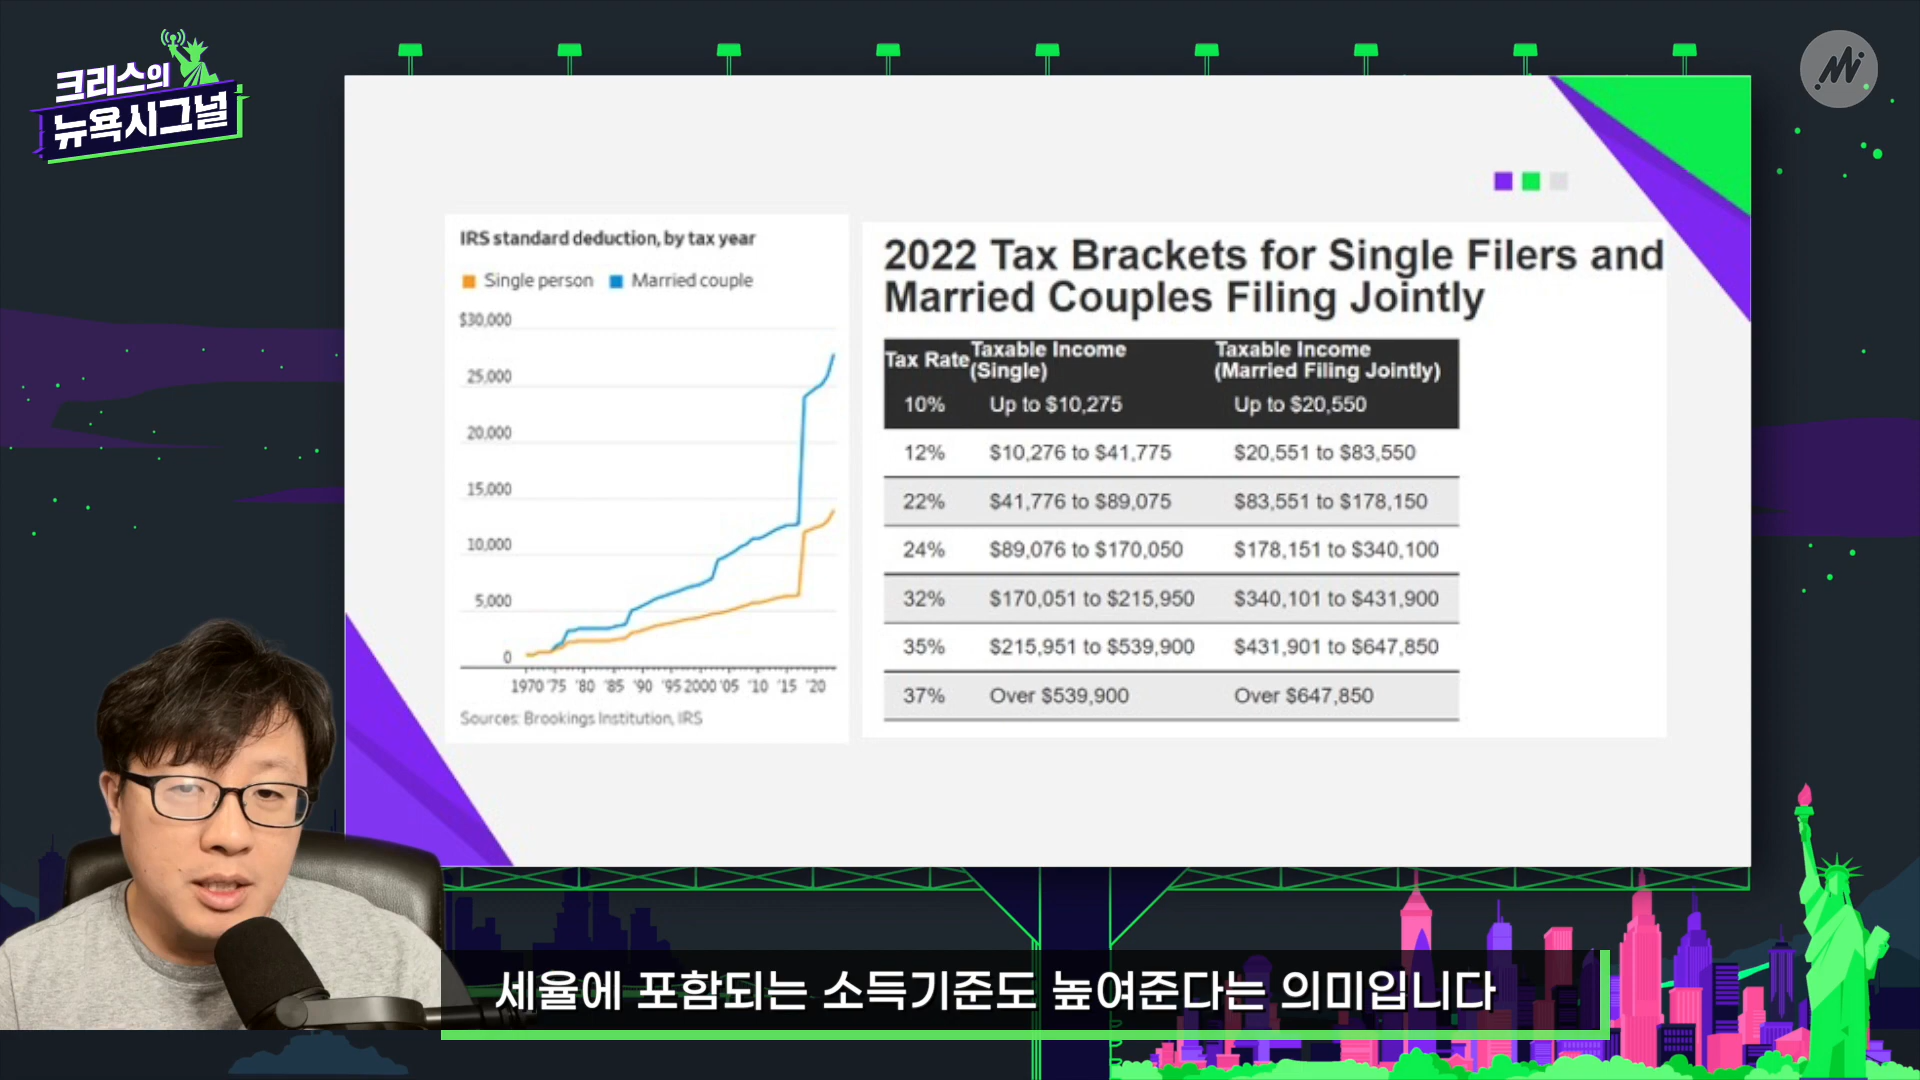 크리스의
뉴욕시그널
IRS standard deduction, by tax year
Single person Married couple
$30,000
25,000
20,000
15,000
10,000
5,000
0
1970 '75 '80 '85 '90 '95 2000 '05 '10 '15 '20
Sources: Brookings Institution, IRS
2022 Tax Brackets for Single Filers and
Married Couples Filing Jointly
Tax Rate Taxable Income (Single) Taxable Income (Married Filing Jointly)
10% Up to $10,275 Up to $20,550
12% $10,276 to $41,775 $20,551 to $83,550
22% $41,776 to $89,075 $83,551 to $178,150
24% $89,076 to $170,050 $178,151 to $340,100
32% $170,051 to $215,950 $340,101 to $431,900
35% $215,951 to $539,900 $431,901 to $647,850
37% Over $539,900 Over $647,850
세율에 포함되는 소득기준도 높여준다는 의미입니다